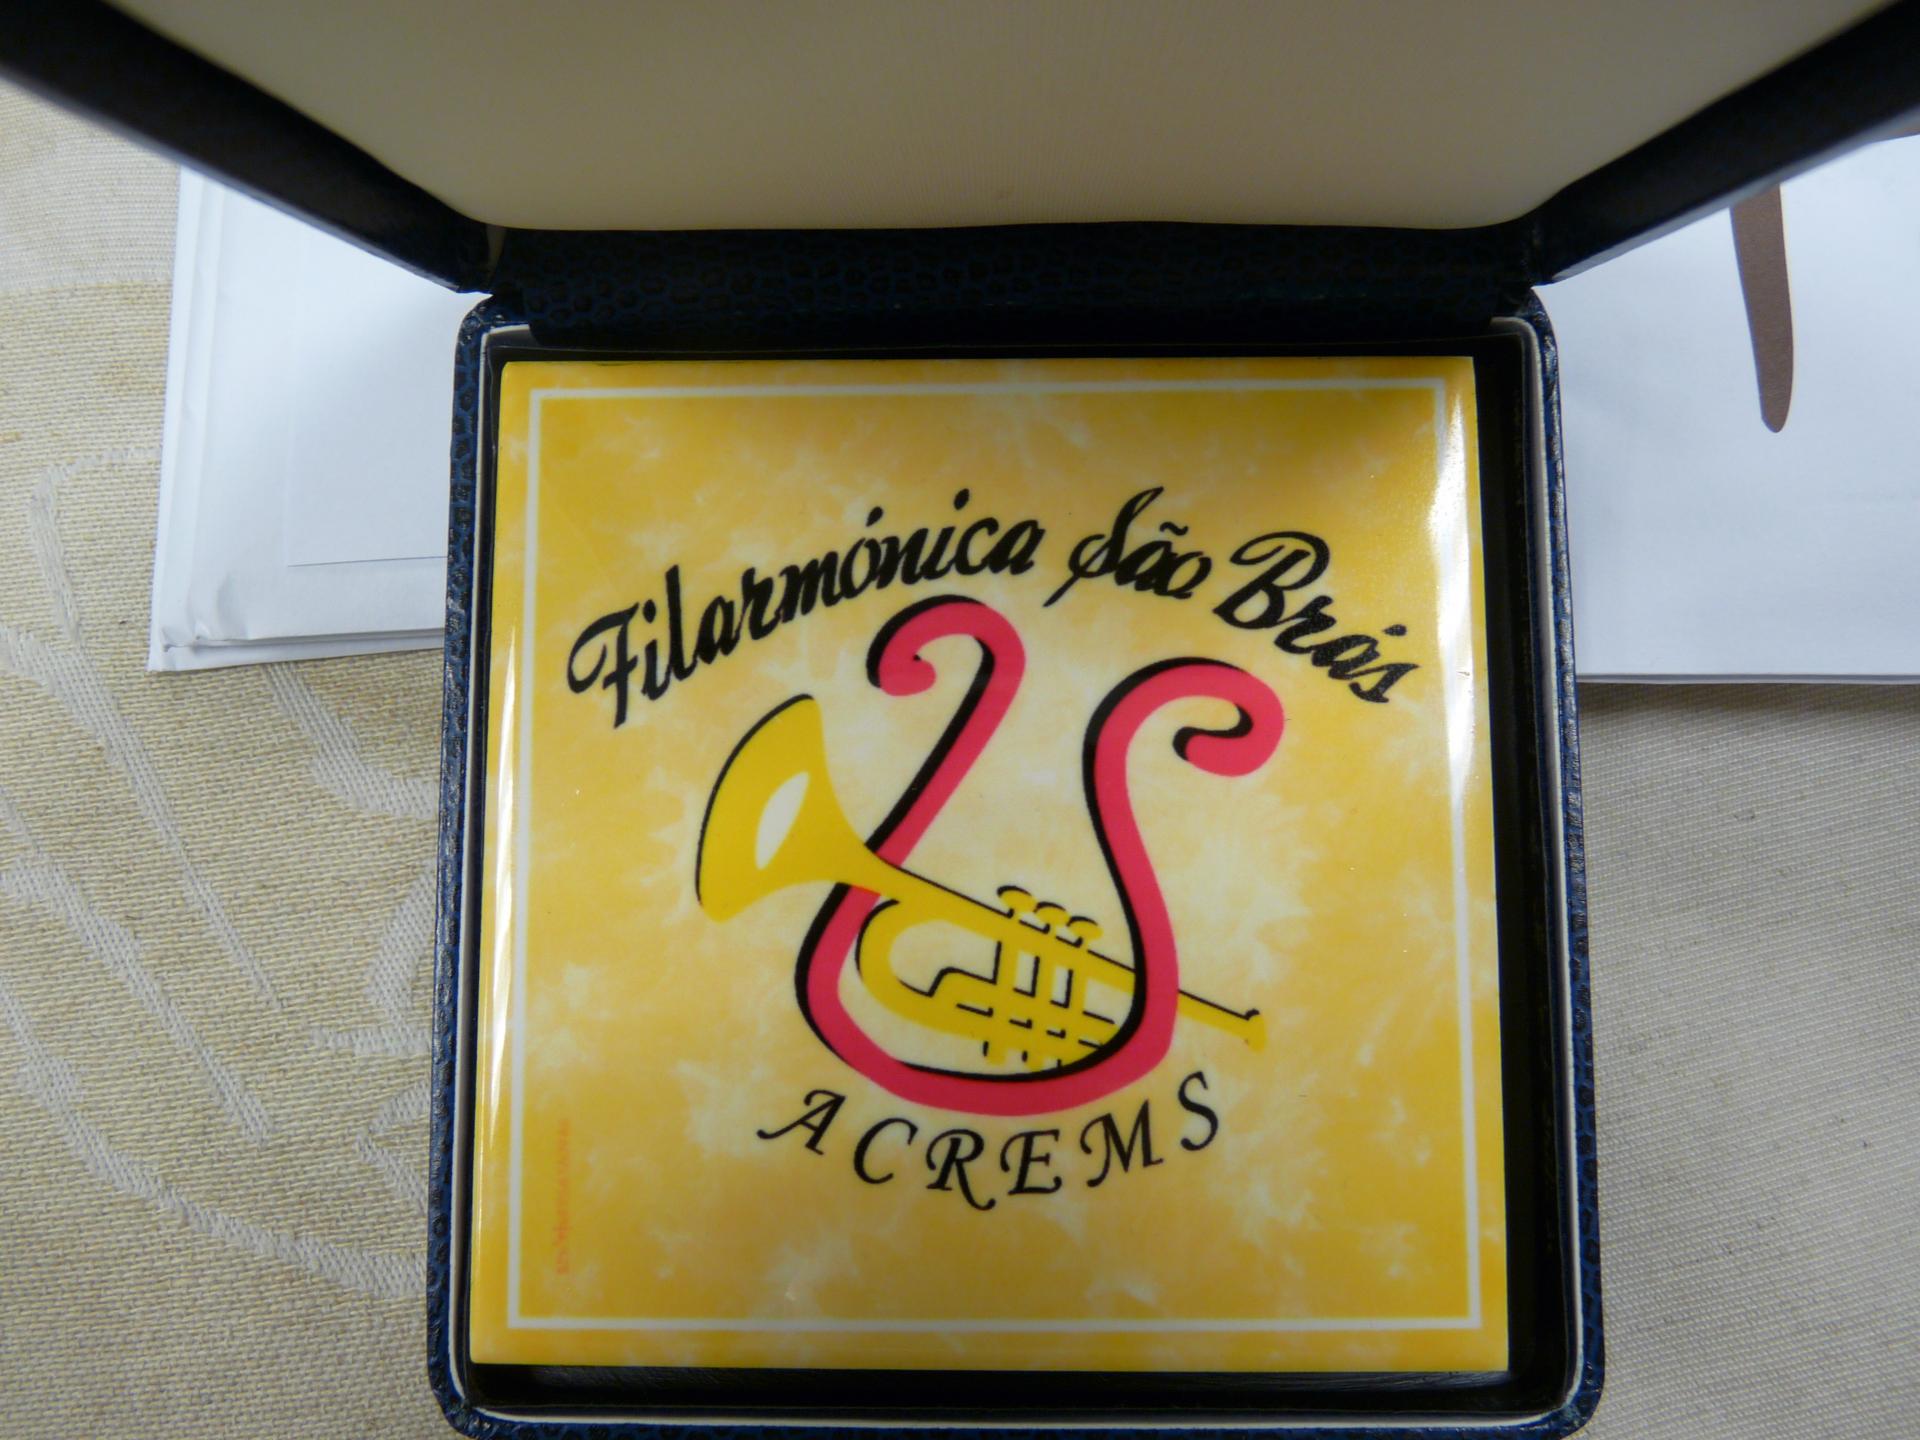 Filarmónica São Brás
ACREMS